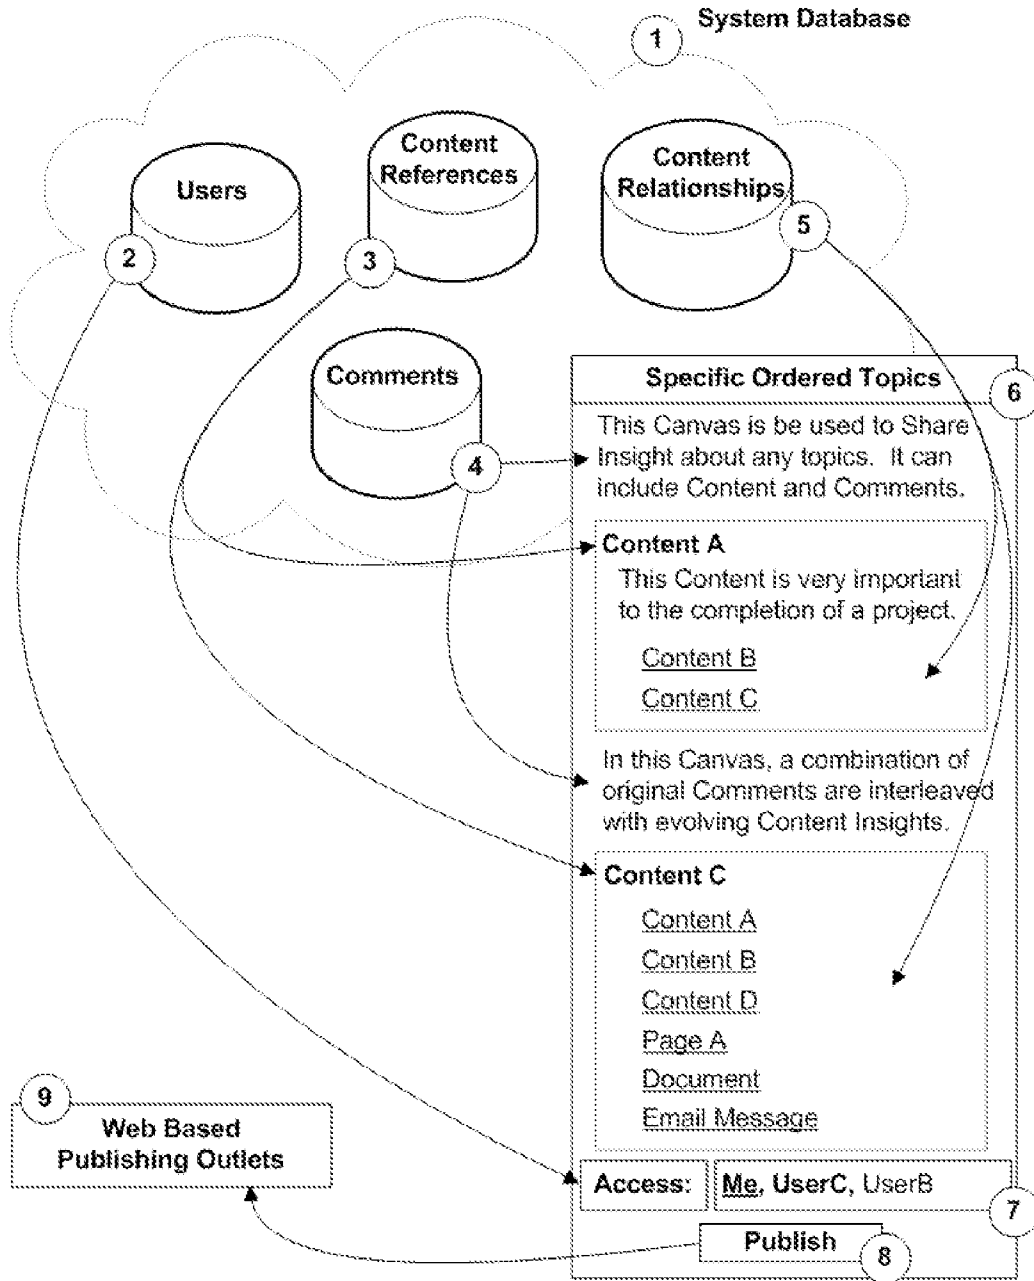 System Database
1
Content
References
Content
Relationships
Users
5
2
3
Comments
Specific Ordered Topics
6
This Canvas is be used to Share
Insight about any topics. It can
include Content and Comments.
4
Content A
This Content is very important
to the completion of a project.
Content B
Content C
In this Canvas, a combination of
original Comments are interleaved
with evolving Content Insights.
Content C
Content A
Content B
Content D
Page A
Document
Email Message
9
Web Based
Publishing Outlets
Access: Me, UserC, UserB
7
Publish
8